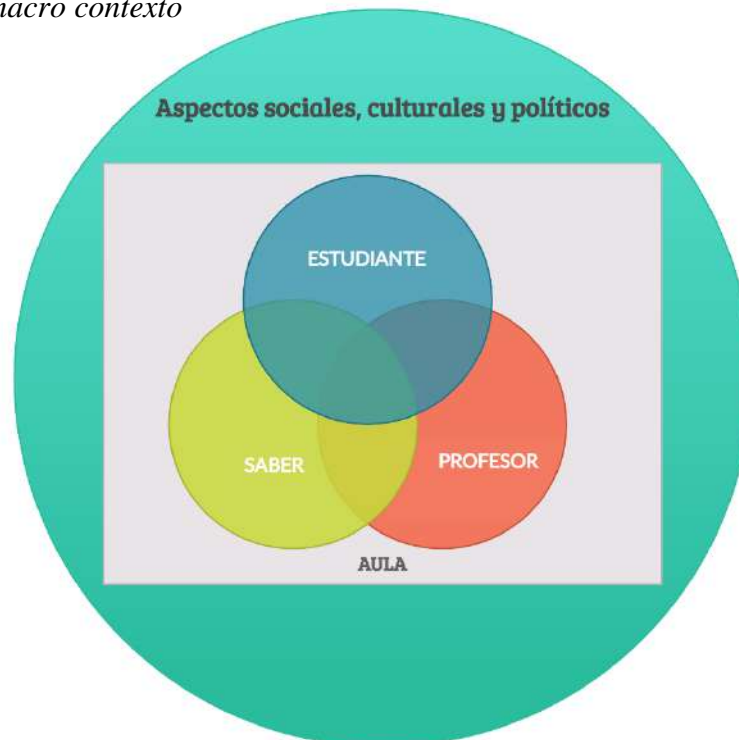 macro contexto
Aspectos sociales, culturales y políticos
ESTUDIANTE
SABER
PROFESOR
AULA